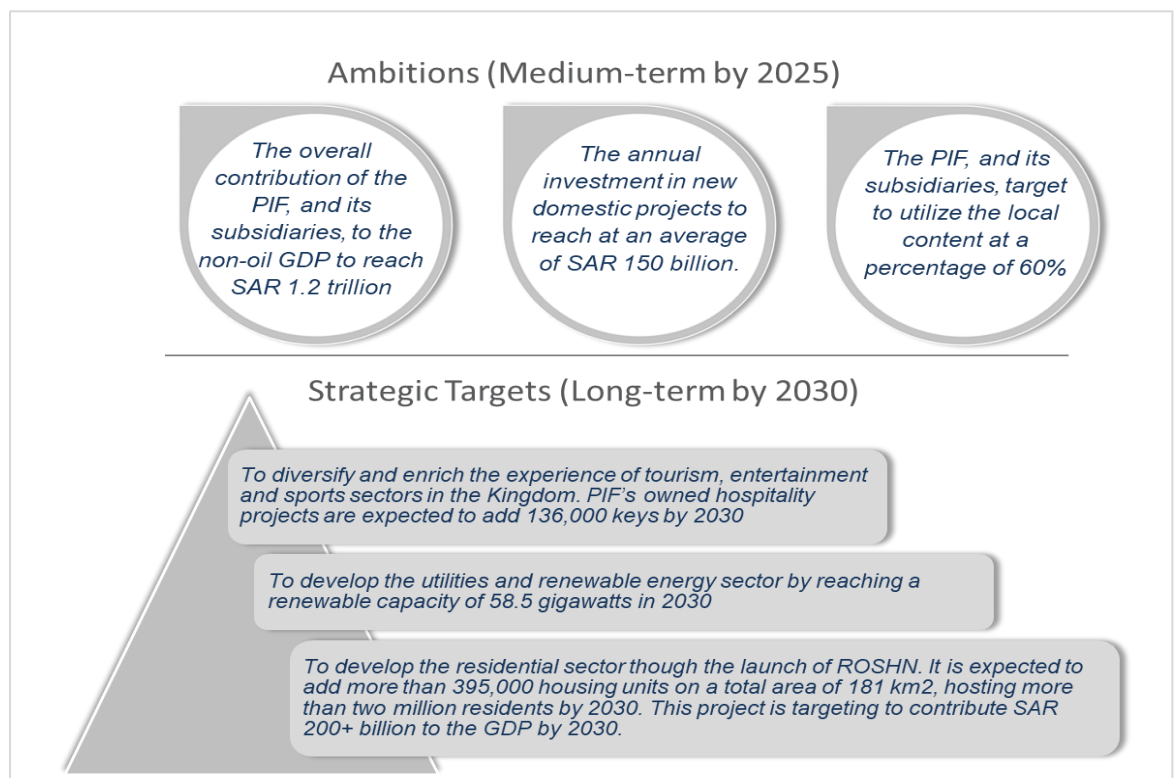 Ambitions (Medium-term by 2025)
The overall
contribution of the
PIF, and its
subsidiaries, to the
non-oil GDP to reach
SAR 1.2 trillion
The annual
investment in new
domestic projects to
reach at an average
of SAR 150 billion.
The PIF, and its
subsidiaries, target
to utilize the local
content at a
percentage of 60%
Strategic Targets (Long-term by 2030)
To diversify and enrich the experience of tourism, entertainment
and sports sectors in the Kingdom. PIF's owned hospitality
projects are expected to add 136,000 keys by 2030
To develop the utilities and renewable energy sector by reaching a
renewable capacity of 58.5 gigawatts in 2030
To develop the residential sector though the launch of ROSHN. It is expected to
add more than 395,000 housing units on a total area of 181 km2, hosting more
than two million residents by 2030. This project is targeting to contribute SAR
200+ billion to the GDP by 2030.